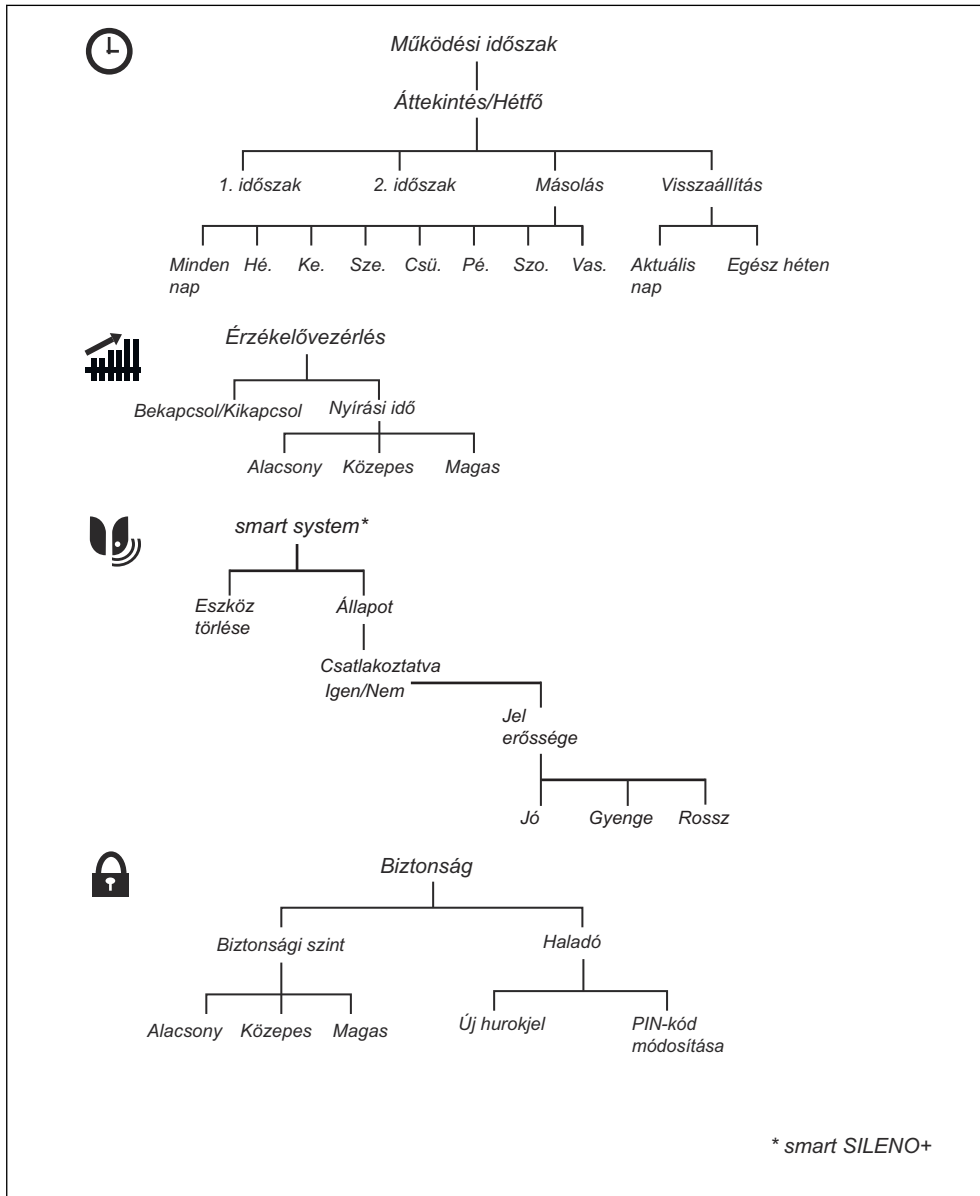 Működési időszak
Áttekintés/Hétfő
1. időszak 2. időszak Másolás Visszaállítás
Minden nap Hé. Ke. Sze. Csü. Pé. Szo. Vas. Aktuális nap Egész héten
Érzékelővezérlés
Bekapcsol/Kikapcsol Nyírási idő
Alacsony Közepes Magas
smart system*
Eszköz törlése Állapot
Csatlakoztatva
Igen/Nem
Jel
erőssége
Jó Gyenge Rossz
Biztonság
Biztonsági szint Haladó
Alacsony Közepes Magas Új hurokjel PIN-kód módosítása
* smart SILENO+